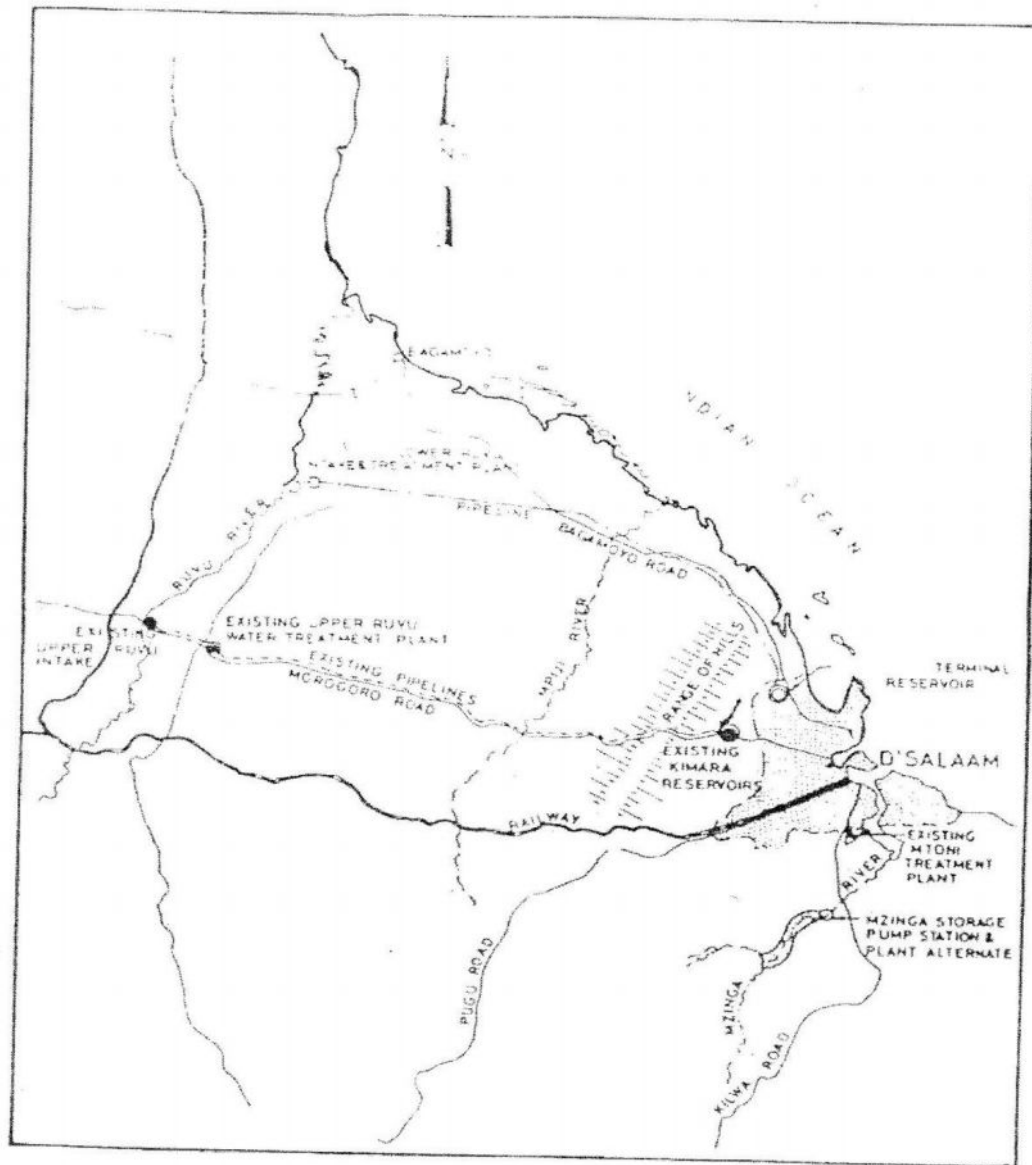 N
BAGAMOYO
INDIAN OCEAN
LOWER RUVU
INTAKE & TREATMENT PLANT
PIPELINE
BAGAMOYO ROAD
RUVU RIVER
EXISTING
UPPER RUVU
INTAKE
EXISTING UPPER RUVU
WATER TREATMENT PLANT
EXISTING PIPELINES
MOROGORO ROAD
MPIJI RIVER
RANGE OF HILLS
TERMINAL
RESERVOIR
EXISTING
KIMARA
RESERVOIRS
D'SALAAM
RAILWAY
EXISTING
MTONI
TREATMENT
PLANT
MZINGA RIVER
MZINGA STORAGE
PUMP STATION &
PLANT ALTERNATE
PUGU ROAD
KILWA ROAD